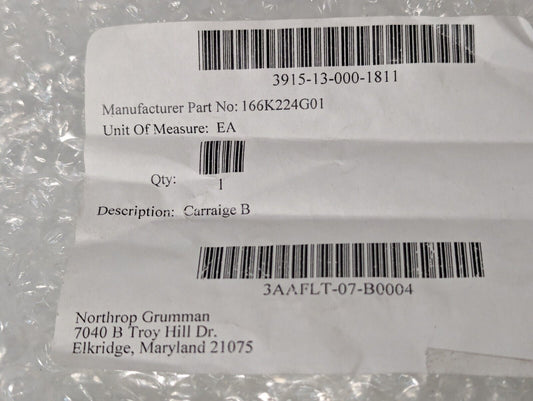 3915-13-000-1811
Manufacturer Part No: 166K224G01
Unit Of Measure: EA
Qty: 1
Description: Carraige B
3AAFLT-07-B0004
Northrop Grumman
7040 B Troy Hill Dr.
Elkridge, Maryland 21075